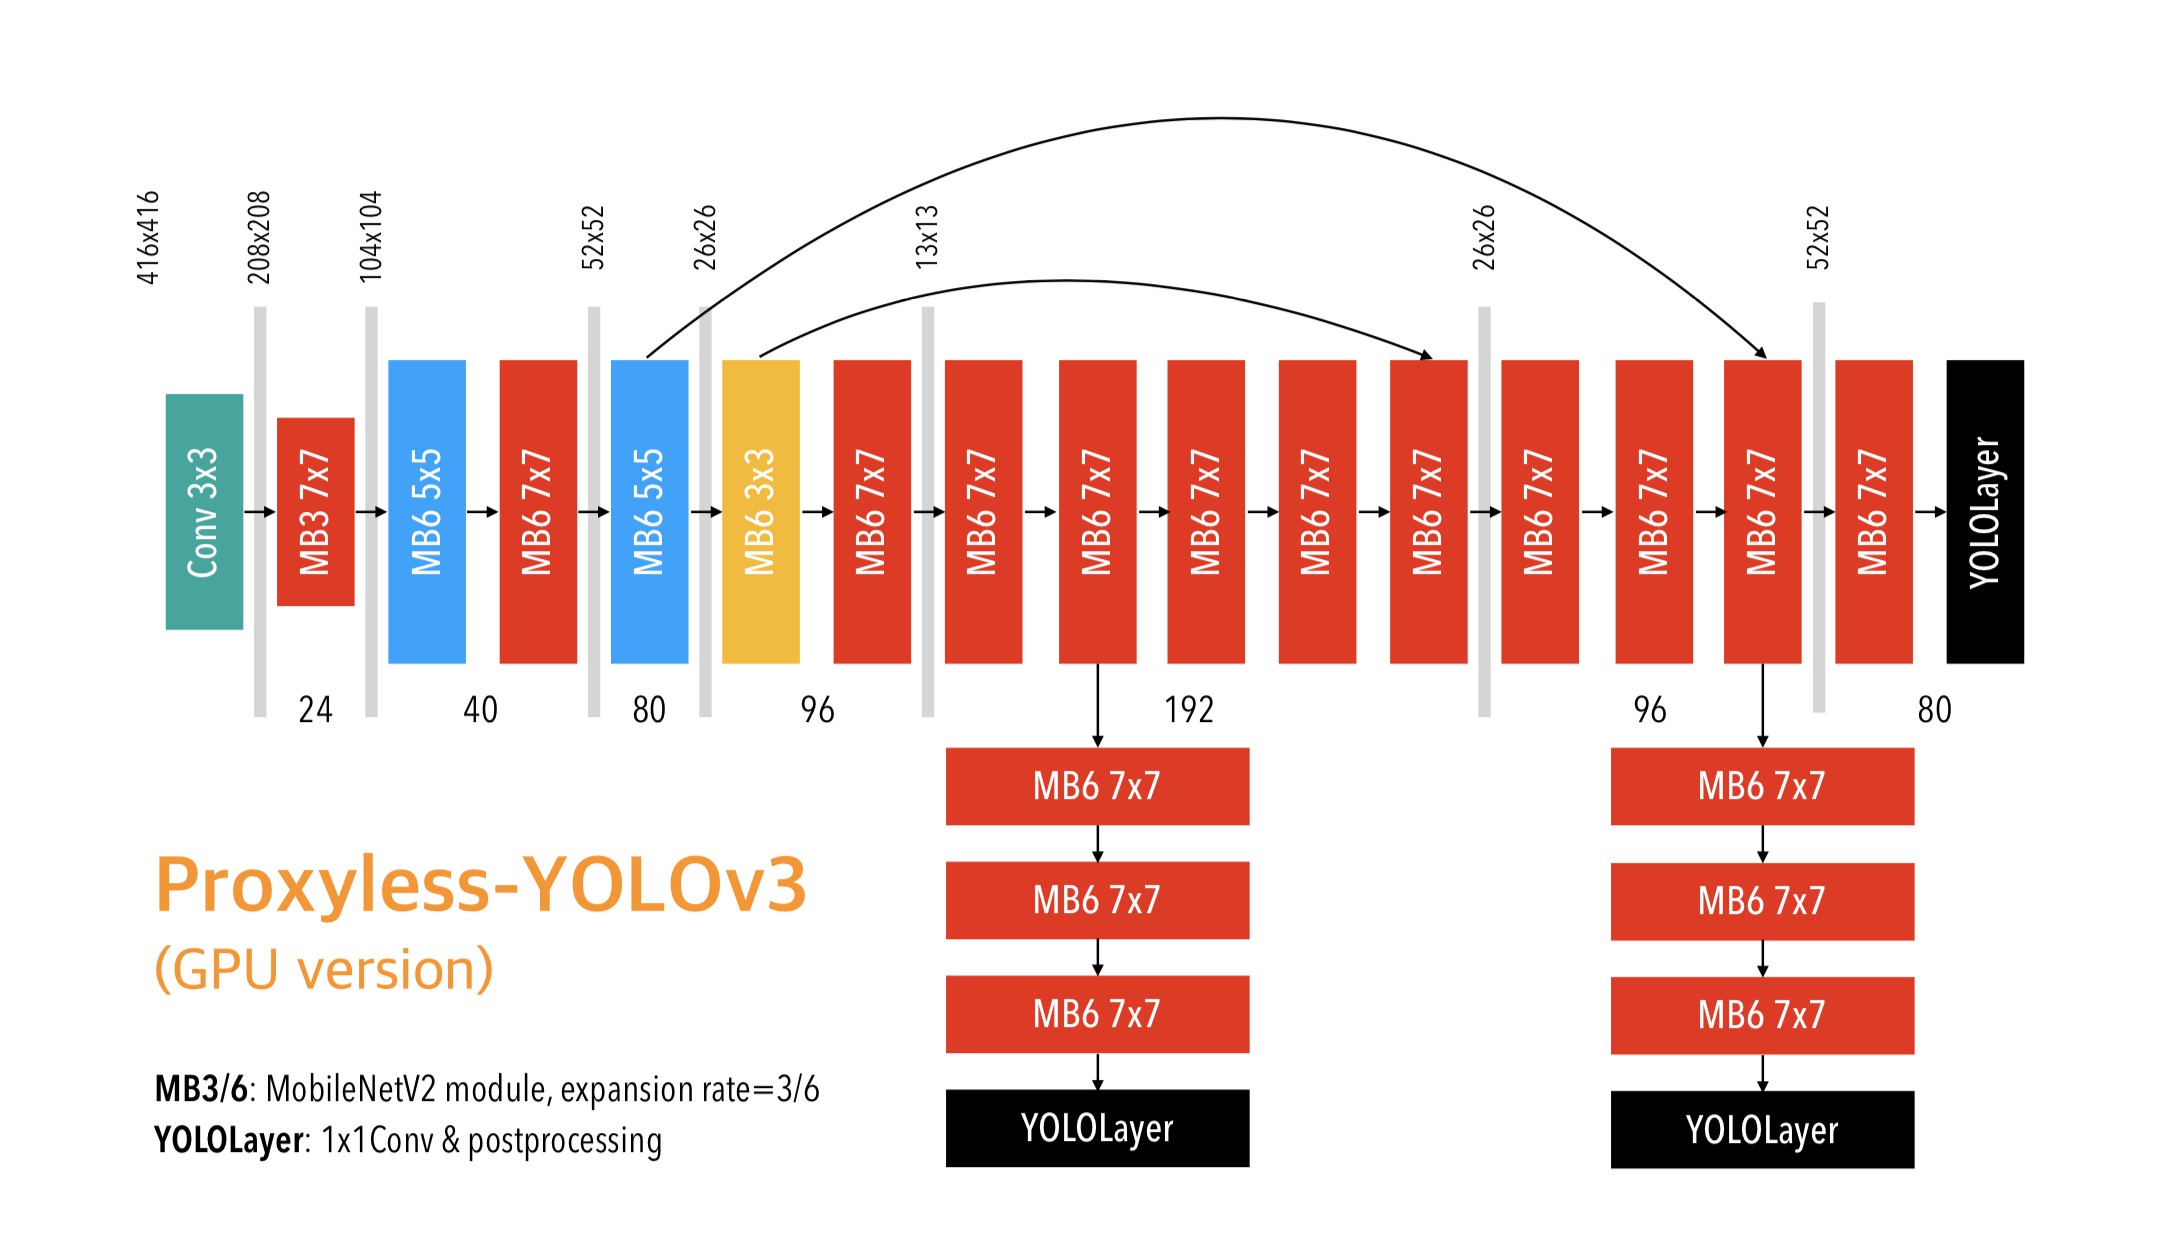 416x416
208x208
104x104
52x52
26x26
13x13
26x26
52x52
Conv 3x3
MB3 7x7
MB6 5x5
MB6 7x7
MB6 5x5
MB6 3x3
MB6 7x7
MB6 7x7
MB6 7x7
MB6 7x7
MB6 7x7
MB6 7x7
MB6 7x7
MB6 7x7
MB6 7x7
MB6 7x7
YOLOLayer
24
40
80
96
192
96
80
MB6 7x7
MB6 7x7
MB6 7x7
YOLOLayer
MB6 7x7
MB6 7x7
MB6 7x7
YOLOLayer
Proxyless-YOLOv3
(GPU version)
MB3/6: MobileNetV2 module, expansion rate=3/6
YOLOLayer: 1x1Conv & postprocessing